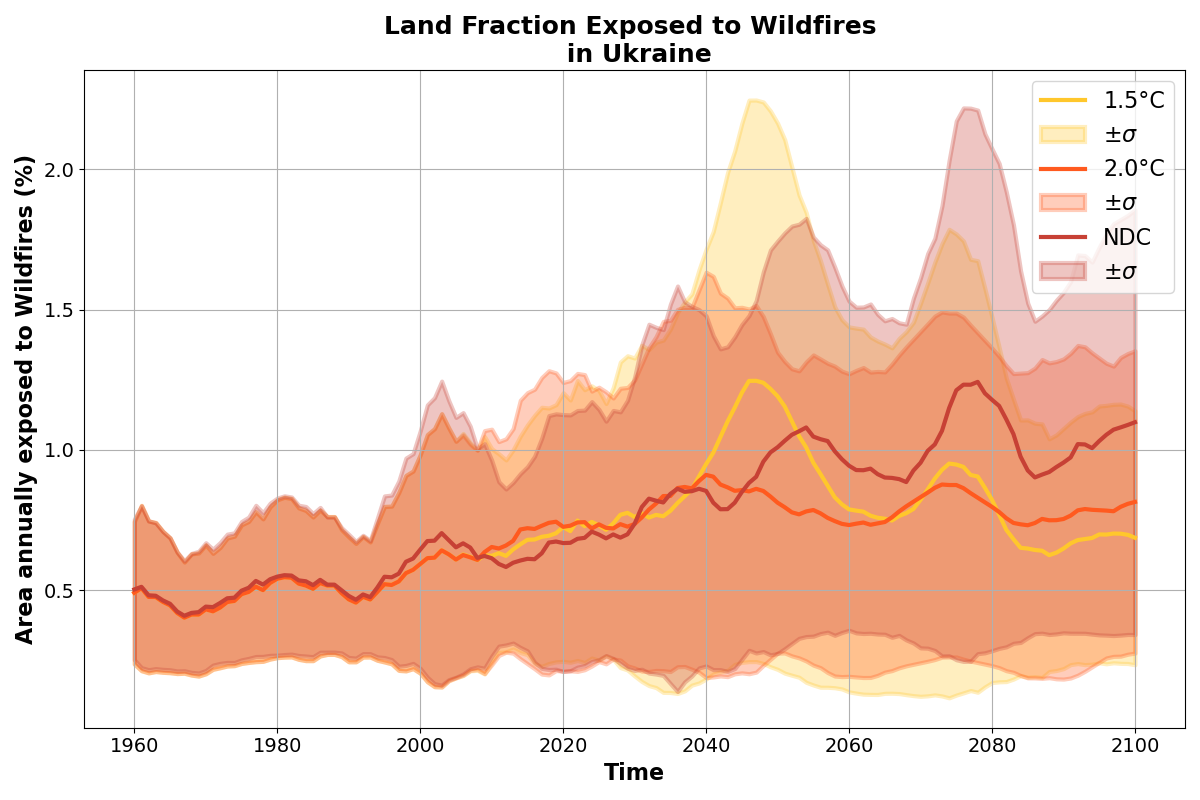 Land Fraction Exposed to Wildfires
in Ukraine
Area annually exposed to Wildfires (%)
2.0
1.5
1.0
0.5
1960 1980 2000 2020 2040 2060 2080 2100
Time
1.5°C
±σ
2.0°C
±σ
NDC
±σ